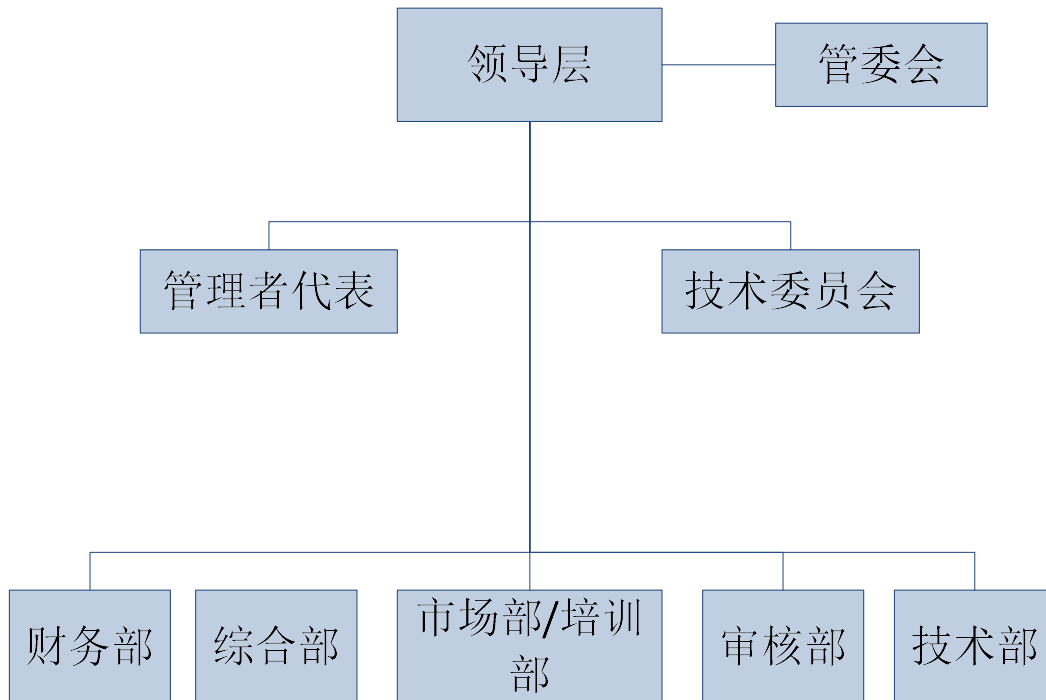 领导层
管委会
管理者代表
技术委员会
财务部
综合部
市场部/培训
部
审核部
技术部